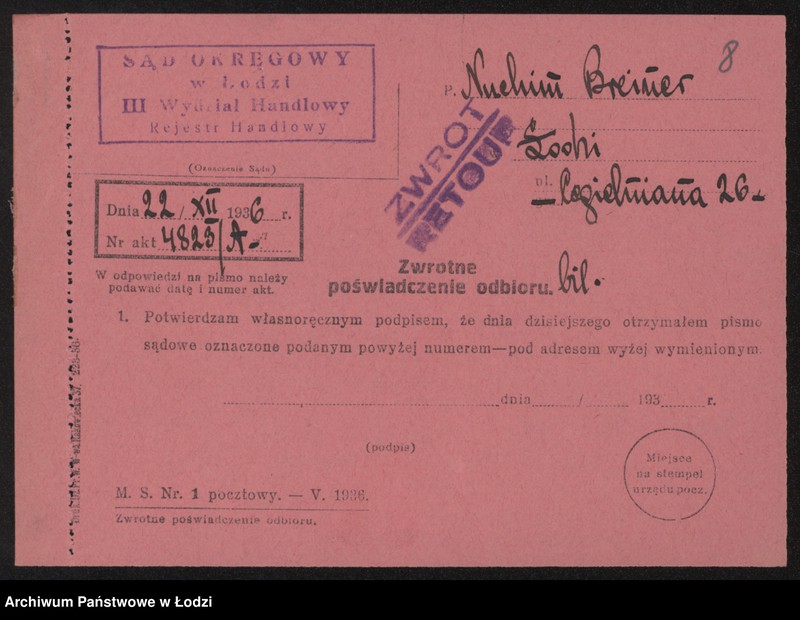 8
SĄD OKRĘGOWY
w Łodzi
III Wydział Handlowy
Rejestr Handlowy
(Oznaczenie Sądu)
P. Nuchim Breimer
Łodzi
ul. Cegielniana 26
ZWROT
RETOUR
Dnia 22 / XII 1936 r.
Nr akt 4825/A-
W odpowiedzi na pismo należy
podawać datę i numer akt.
Zwrotne
poświadczenie odbioru. bil.
1. Potwierdzam własnoręcznym podpisem, że dnia dzisiejszego otrzymałem pismo
sądowe oznaczone podanym powyżej numerem—pod adresem wyżej wymienionym.
dnia / 193 r.
(podpis)
Miejsce
na stempel
urzędu pocz.
M. S. Nr. 1 pocztowy. — V. 1936.
Zwrotne poświadczenie odbioru.
Archiwum Państwowe w Łodzi